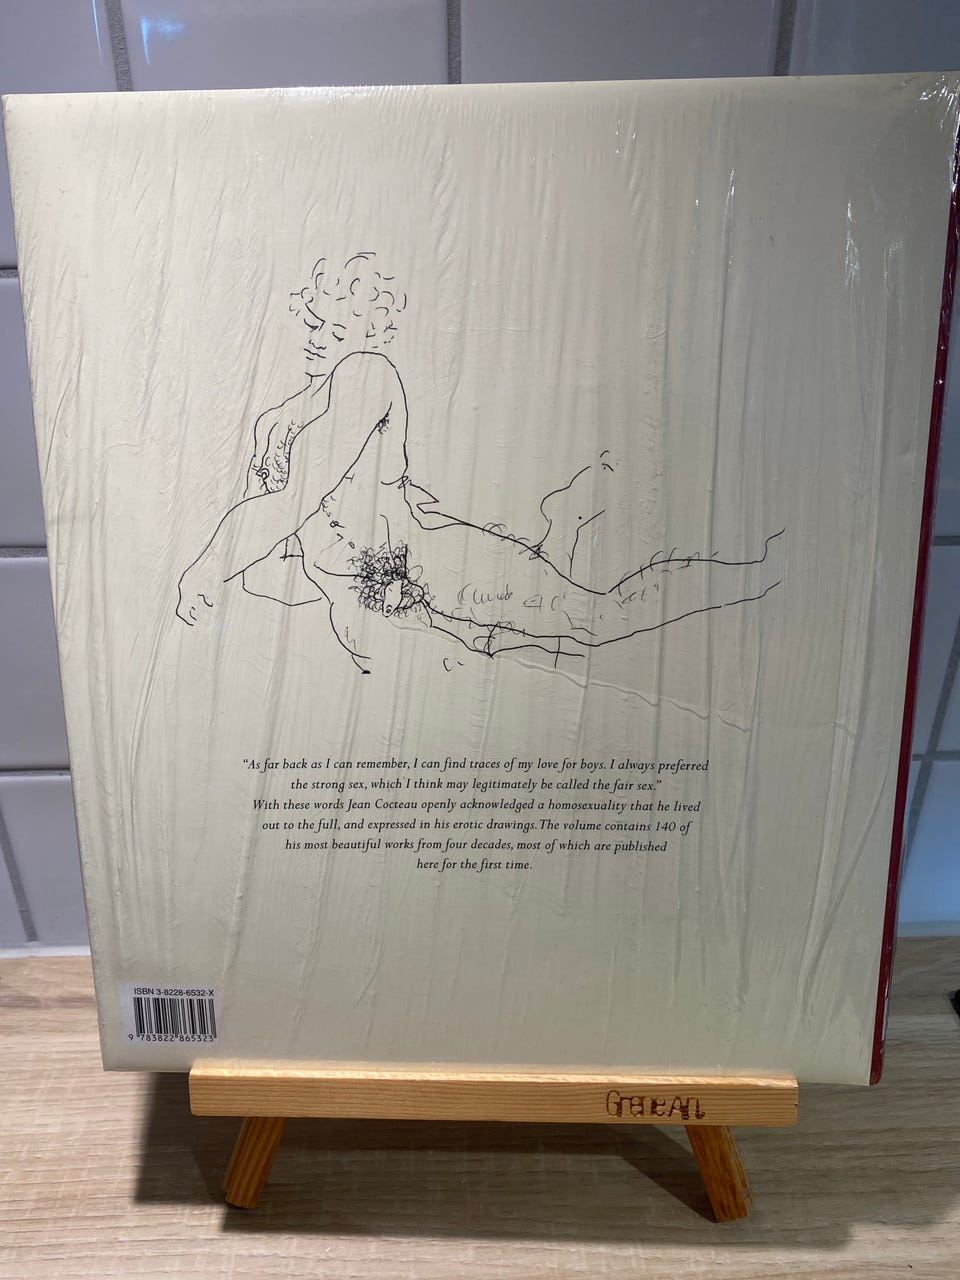 "As far back as I can remember, I can find traces of my love for boys. I always preferred
the strong sex, which I think may legitimately be called the fair sex."
With these words Jean Cocteau openly acknowledged a homosexuality that he lived
out to the full, and expressed in his erotic drawings. The volume contains 140 of
his most beautiful works from four decades, most of which are published
here for the first time.
ISBN 3-8228-6532-X
9 783822 865323